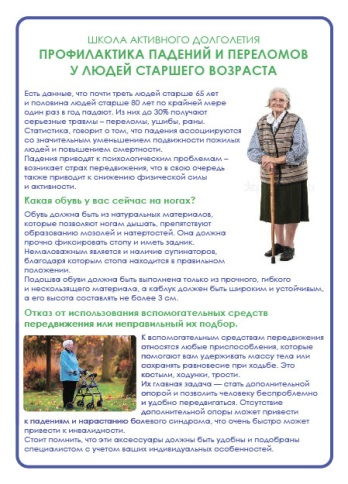 ШКОЛА АКТИВНОГО ДОЛГОЛЕТИЯ
ПРОФИЛАКТИКА ПАДЕНИЙ И ПЕРЕЛОМОВ
У ЛЮДЕЙ СТАРШЕГО ВОЗРАСТА
Есть данные, что почти треть людей старше 65 лет
и половина людей старше 80 лет по крайней мере
один раз в год падают. Из них до 30% получают
серьезные травмы – переломы, ушибы, раны.
Статистика, говорит о том, что падения ассоциируются
со значительным уменьшением подвижности пожилых
людей и повышением смертности.
Падения приводят к психологическим проблемам –
возникает страх передвижения, что в свою очередь
также приводит к снижению физической силы
и активности.
Какая обувь у вас сейчас на ногах?
Обувь должна быть из натуральных материалов,
которые позволяют ногам дышать, препятствуют
образованию мозолей и натертостей. Она должна
прочно фиксировать стопу и иметь задник.
Немаловажным является и наличие супинаторов,
благодаря которым стопа находится в правильном
положении.
Подошва обуви должна быть выполнена только из прочного, гибкого
и нескользящего материала, а каблук должен быть широким и устойчивым,
а его высота составлять не более 3 см.
Отказ от использования вспомогательных средств
передвижения или неправильный их подбор.
К вспомогательным средствам передвижения
относятся любые приспособления, которые
помогают вам удерживать массу тела или
сохранять равновесие при ходьбе. Это
костыли, ходунки, трости.
Их главная задача — стать дополнительной
опорой и позволить человеку беспроблемно
и удобно передвигаться. Отсутствие
дополнительной опоры может привести
к падениям и нарастанию болевого синдрома, что очень быстро может
привести к инвалидности.
Стоит помнить, что эти аксессуары должны быть удобны и подобраны
специалистом с учетом ваших индивидуальных особенностей.